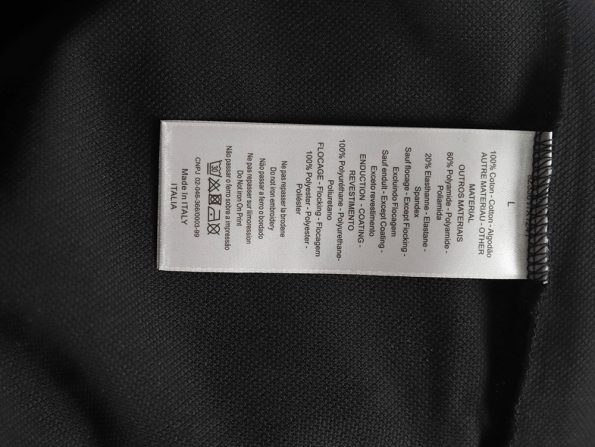 L
100% Coton - Cotton - Algodão
AUTRE MATERIAU - OTHER
MATERIAL
OUTROS MATERIAIS
80% Polyamide - Polyamide -
Poliamida
20% Elasthanne - Elastane -
Spandex
Sauf flocage - Except Flocking -
Excluindo Flocagem
Sauf enduit - Except Coating -
Exceto revestimento
ENDUCTION - COATING -
REVESTIMENTO
100% Polyuréthane - Polyurethane-
Poliuretano
FLOCAGE - Flocking - Flocagem
100% Polyester - Polyester -
Poliéster
Ne pas repasser la broderie
Do not iron embroidery
Não passar a ferro o bordado
Ne pas repasser sur l'impression
Do not Iron On Print
Não passar o ferro sobre a impressão
CNPJ
Made in ITALY
ITALIA